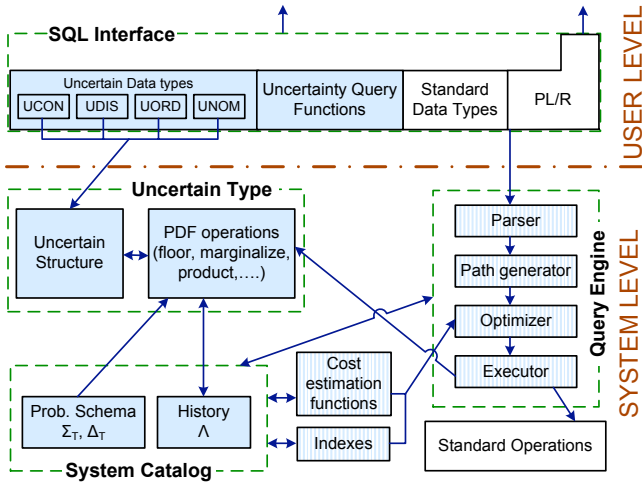 SQL Interface
Uncertain Data types
UCON
UDIS
UORD
UNOM
Uncertainty Query
Functions
Standard
Data Types
PL/R
USER LEVEL
Uncertain Type
Uncertain
Structure
PDF operations
(floor, marginalize,
product,....)
Parser
Path generator
Optimizer
Executor
Query Engine
SYSTEM LEVEL
Cost
estimation
functions
Prob. Schema
Σ_T, Δ_T
History
Λ
Indexes
Standard Operations
System Catalog